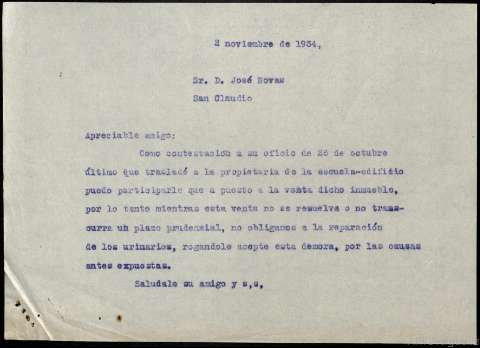 2 noviembre de 1934,
Sr. D. José Novas
San Claudio
Apreciable amigo:
Como contestación a su oficio de 26 de octubre
último que trasladé a la propietaria de la escuela-edificio
puedo participarle que a puesto a la venta dicho inmueble,
por lo tanto mientras esta venta no se resuelva o no trans-
curra un plazo prudensial, no obligamos a la reparación
de los urinarios, rogandole acepte esta demora, por las causas
antes expuestas.
Saludale su amigo y s,s,